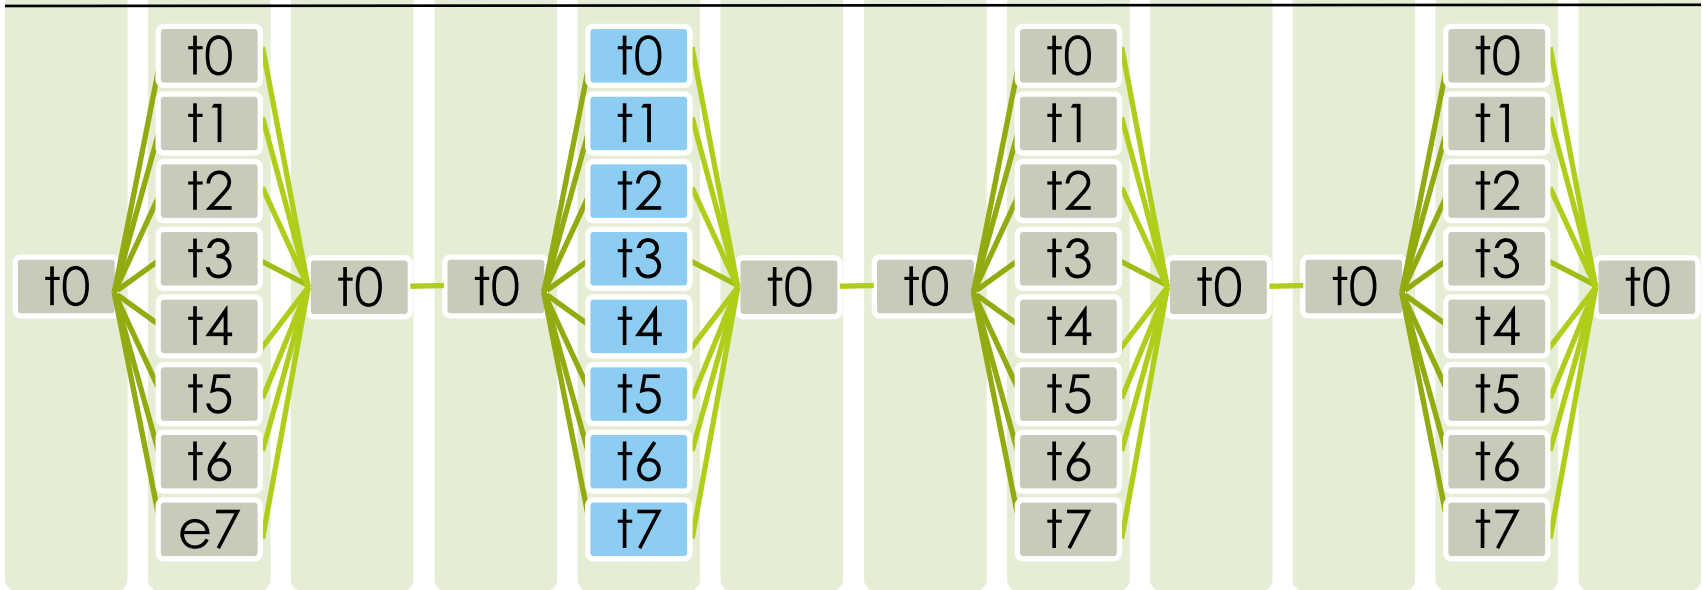 t0 t0 t0 t0
t1 t1 t1 t1
t2 t2 t2 t2
t3 t3 t3 t3
t0 t0 t0 t0 t0 t0 t0 t0
t4 t4 t4 t4
t5 t5 t5 t5
t6 t6 t6 t6
e7 t7 t7 t7